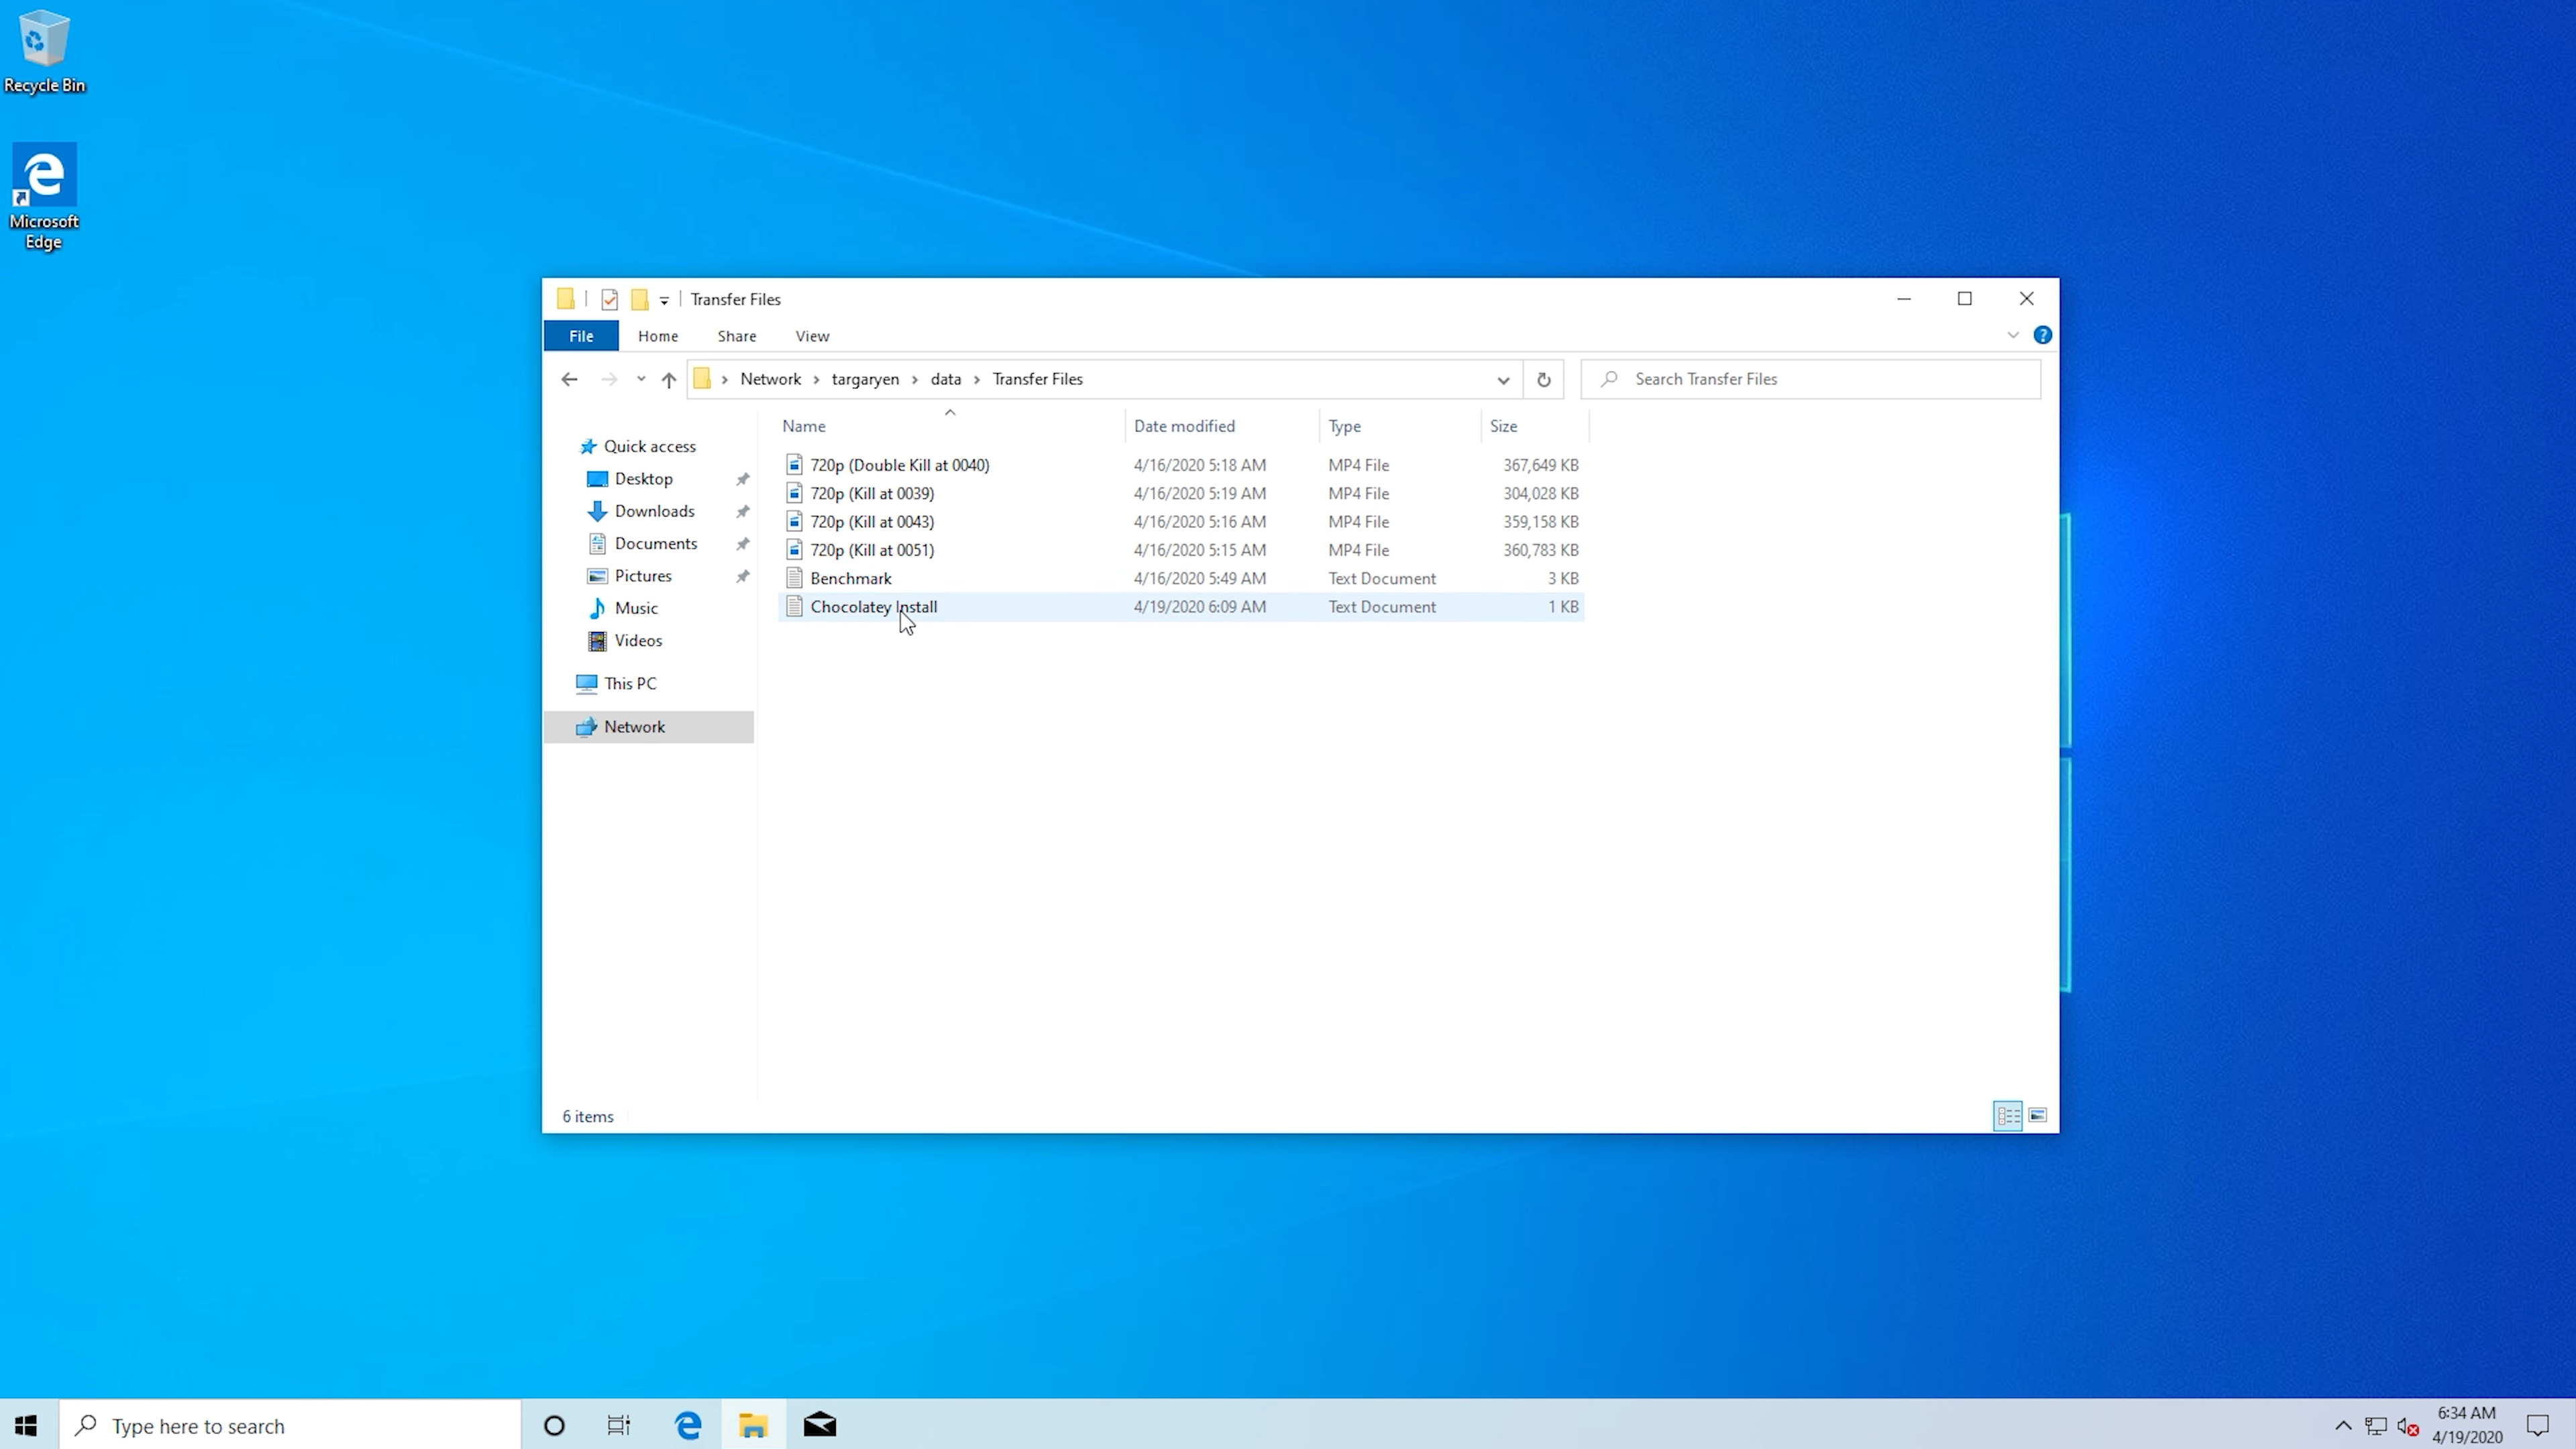 Recycle Bin
Microsoft
Edge
Transfer Files
File Home Share View
Network targaryen data Transfer Files
Search Transfer Files
Name Date modified Type Size
Quick access
Desktop
Downloads
Documents
Pictures
Music
Videos
This PC
Network
720p (Double Kill at 0040) 4/16/2020 5:18 AM MP4 File 367,649 KB
720p (Kill at 0039) 4/16/2020 5:19 AM MP4 File 304,028 KB
720p (Kill at 0043) 4/16/2020 5:16 AM MP4 File 359,158 KB
720p (Kill at 0051) 4/16/2020 5:15 AM MP4 File 360,783 KB
Benchmark 4/16/2020 5:49 AM Text Document 3 KB
Chocolatey Install 4/19/2020 6:09 AM Text Document 1 KB
6 items
Type here to search
6:34 AM
4/19/2020